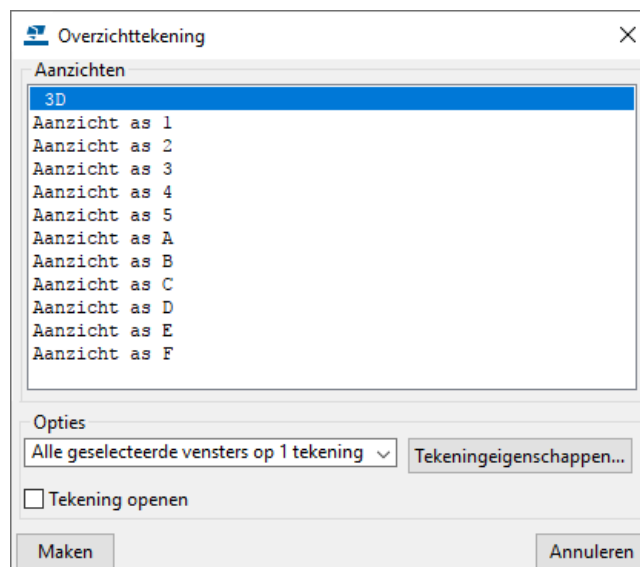 Overzichttekening
Aanzichten
3D
Aanzicht as 1
Aanzicht as 2
Aanzicht as 3
Aanzicht as 4
Aanzicht as 5
Aanzicht as A
Aanzicht as B
Aanzicht as C
Aanzicht as D
Aanzicht as E
Aanzicht as F
Opties
Alle geselecteerde vensters op 1 tekening
Tekeningeigenschappen...
Tekening openen
Maken
Annuleren